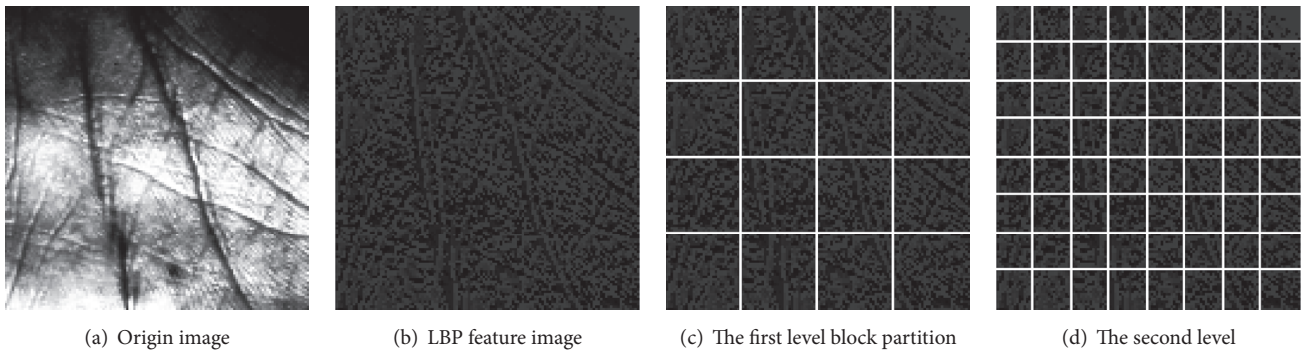 (a) Origin image
(b) LBP feature image
(c) The first level block partition
(d) The second level